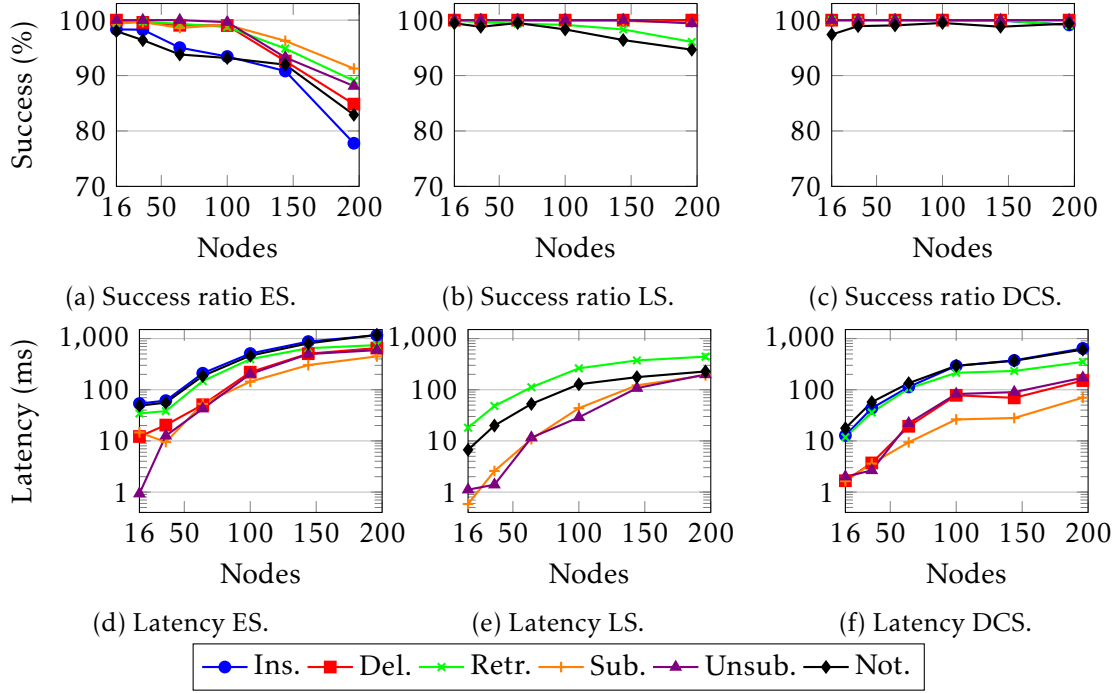 100
90
80
70
Success (%)
16 50 100 150 200
Nodes
(a) Success ratio ES.
100
90
80
70
16 50 100 150 200
Nodes
(b) Success ratio LS.
100
90
80
70
16 50 100 150 200
Nodes
(c) Success ratio DCS.
1,000
100
10
1
Latency (ms)
16 50 100 150 200
Nodes
(d) Latency ES.
1,000
100
10
1
16 50 100 150 200
Nodes
(e) Latency LS.
1,000
100
10
1
16 50 100 150 200
Nodes
(f) Latency DCS.
Ins. Del. Retr. Sub. Unsub. Not.